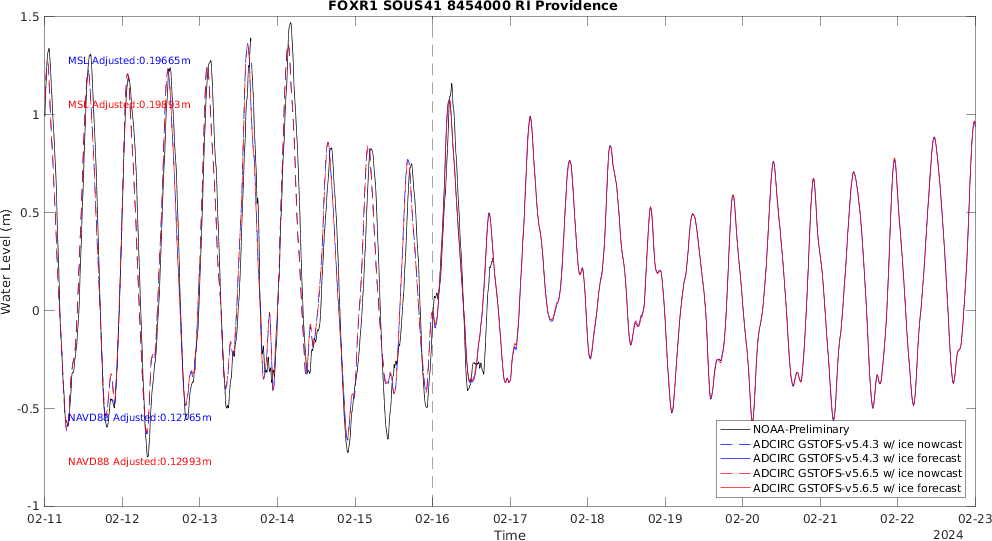 FOXR1 SOUS41 8454000 RI Providence
1.5
1
0.5
0
-0.5
-1
Water Level (m)
MSL Adjusted:0.19665m
MSL Adjusted:0.19893m
NAVD88 Adjusted:0.12765m
NAVD88 Adjusted:0.12993m
NOAA-Preliminary
ADCIRC GSTOFS-v5.4.3 w/ ice nowcast
ADCIRC GSTOFS-v5.4.3 w/ ice forecast
ADCIRC GSTOFS-v5.6.5 w/ ice nowcast
ADCIRC GSTOFS-v5.6.5 w/ ice forecast
02-11 02-12 02-13 02-14 02-15 02-16 02-17 02-18 02-19 02-20 02-21 02-22 02-23
Time
2024